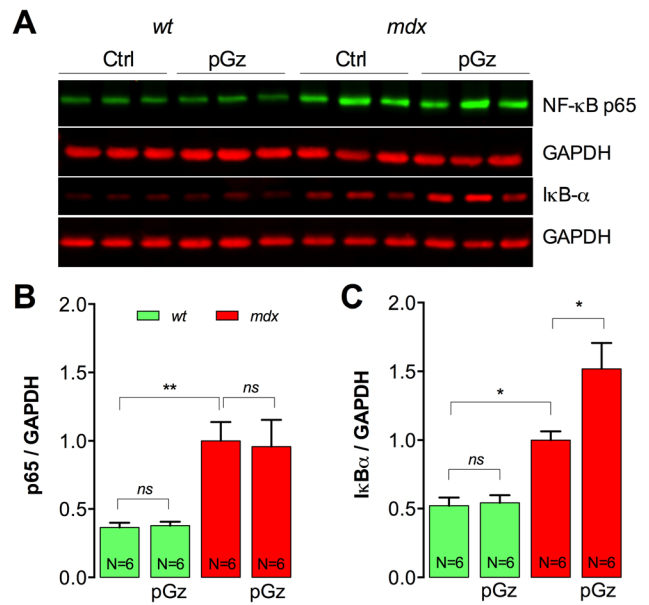 A
wt mdx
Ctrl pGz Ctrl pGz
NF-κB p65
GAPDH
IκB-α
GAPDH
B
p65 / GAPDH
2.0
1.5
1.0
0.5
0.0
wt mdx
**
ns
ns
N=6 N=6 N=6 N=6
pGz pGz
C
IκBα / GAPDH
2.0
1.5
1.0
0.5
0.0
*
*
ns
N=6 N=6 N=6 N=6
pGz pGz